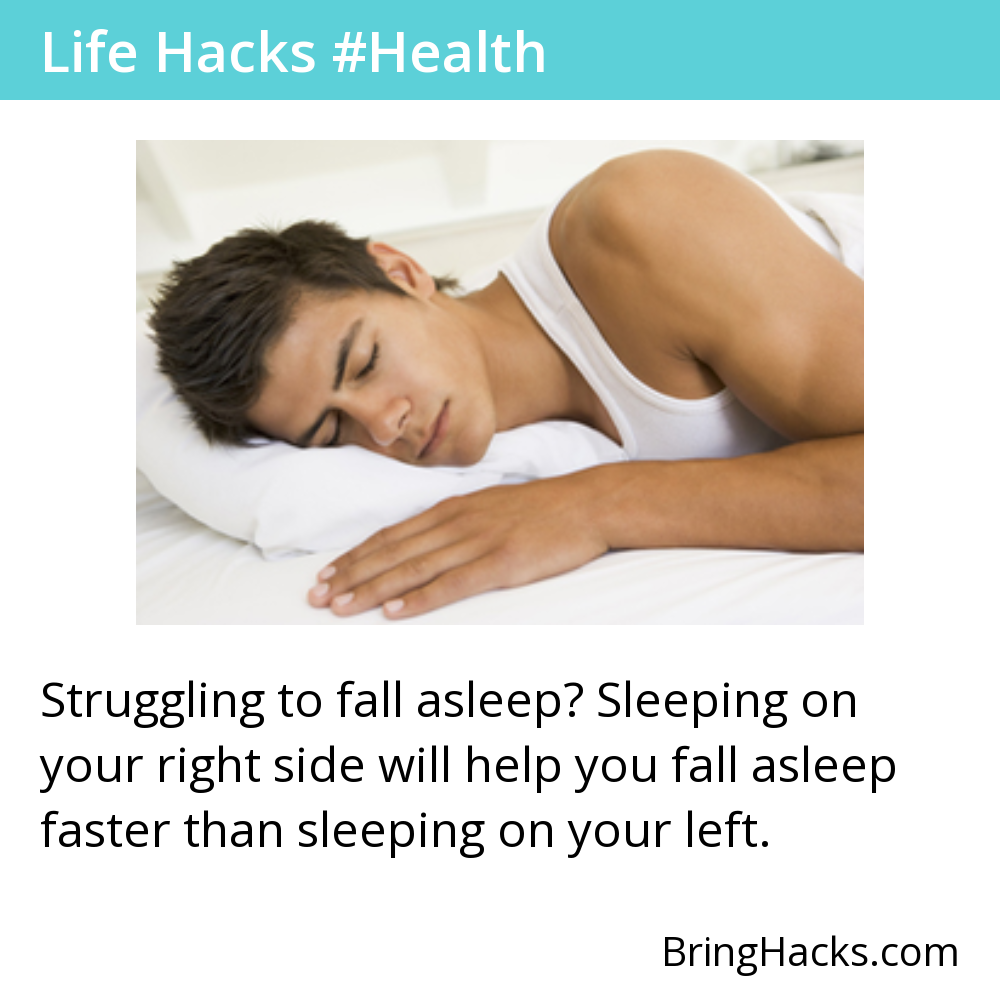 Life Hacks #Health
Struggling to fall asleep? Sleeping on
your right side will help you fall asleep
faster than sleeping on your left.
BringHacks.com